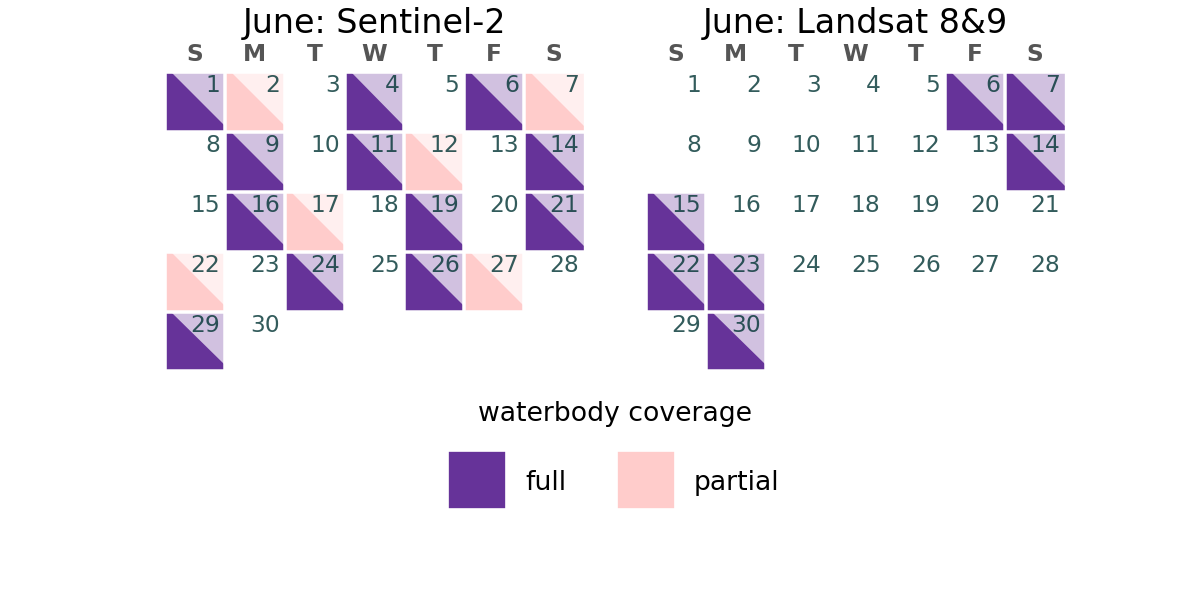 June: Sentinel-2
S M T W T F S
1 2 3 4 5 6 7
8 9 10 11 12 13 14
15 16 17 18 19 20 21
22 23 24 25 26 27 28
29 30
June: Landsat 8&9
S M T W T F S
1 2 3 4 5 6 7
8 9 10 11 12 13 14
15 16 17 18 19 20 21
22 23 24 25 26 27 28
29 30
waterbody coverage
full partial